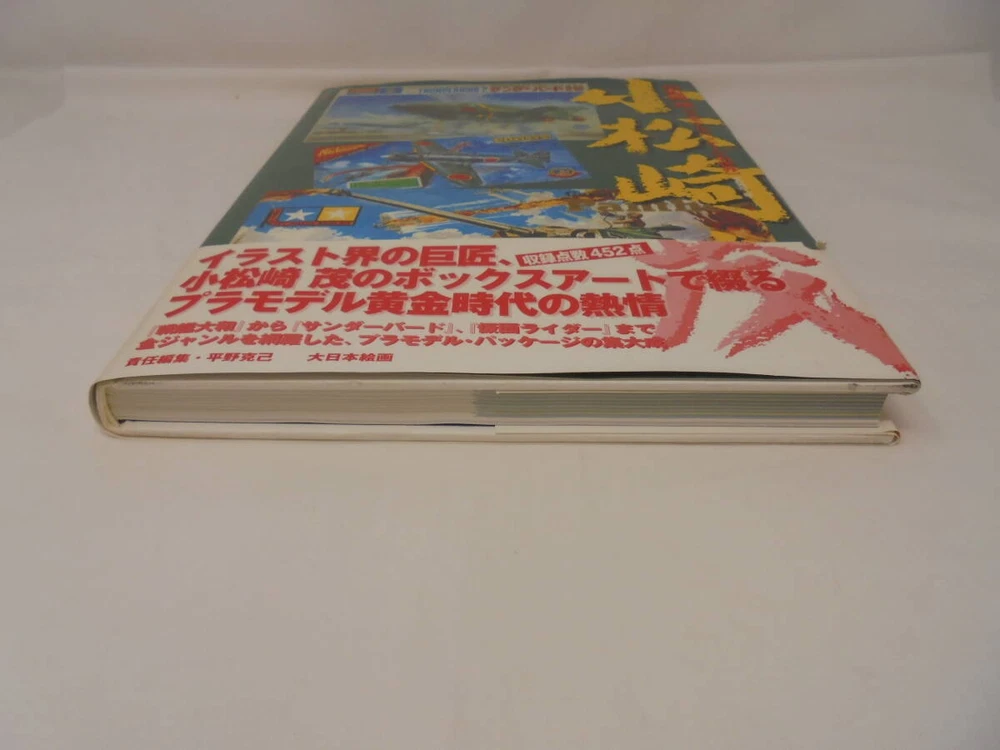 小松崎
イラスト界の巨匠、
収録点数 452点
小松崎 茂のボックスアートで綴る
プラモデル黄金時代の熱情
『戦艦大和』から『サンダーバード』、『仮面ライダー』まで
全ジャンルを網羅した、プラモデル・パッケージの集大成
責任編集・平野克己 大日本絵画
族